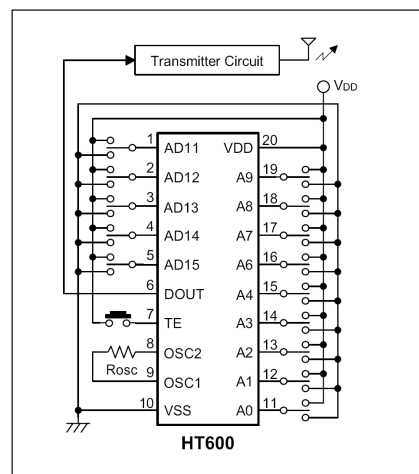 Transmitter Circuit
VDD
1 AD11 VDD 20
2 AD12 A9 19
3 AD13 A8 18
4 AD14 A7 17
5 AD15 A6 16
6 DOUT A4 15
7 TE A3 14
8 OSC2 A2 13
Rosc
9 OSC1 A1 12
10 VSS A0 11
HT600